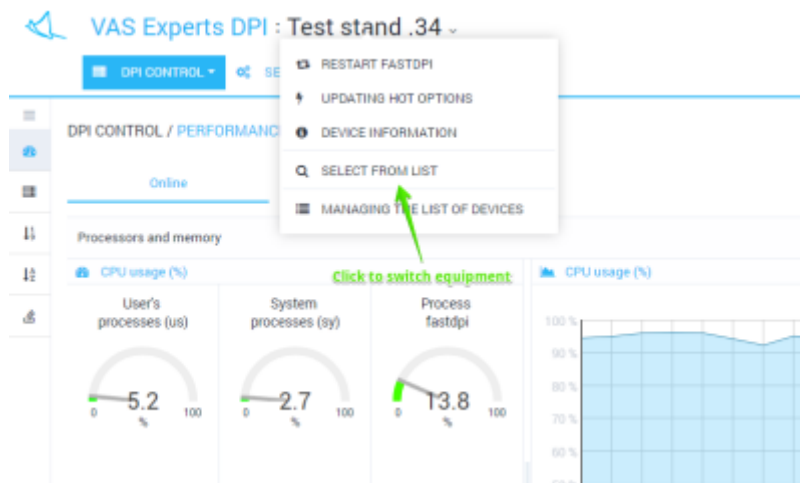 VAS Experts DPI : Test stand .34
DPI CONTROL
SE
RESTART FASTDPI
UPDATING HOT OPTIONS
DEVICE INFORMATION
SELECT FROM LIST
MANAGING THE LIST OF DEVICES
DPI CONTROL / PERFORMANC
Online
Click to switch equipment
Processors and memory
CPU usage (%)
User's
processes (us)
System
processes (sy)
Process
fastdpi
5.2
0 100
%
2.7
0 100
%
13.8
0 100
%
CPU usage (%)
100 %
90 %
80 %
70 %
60 %